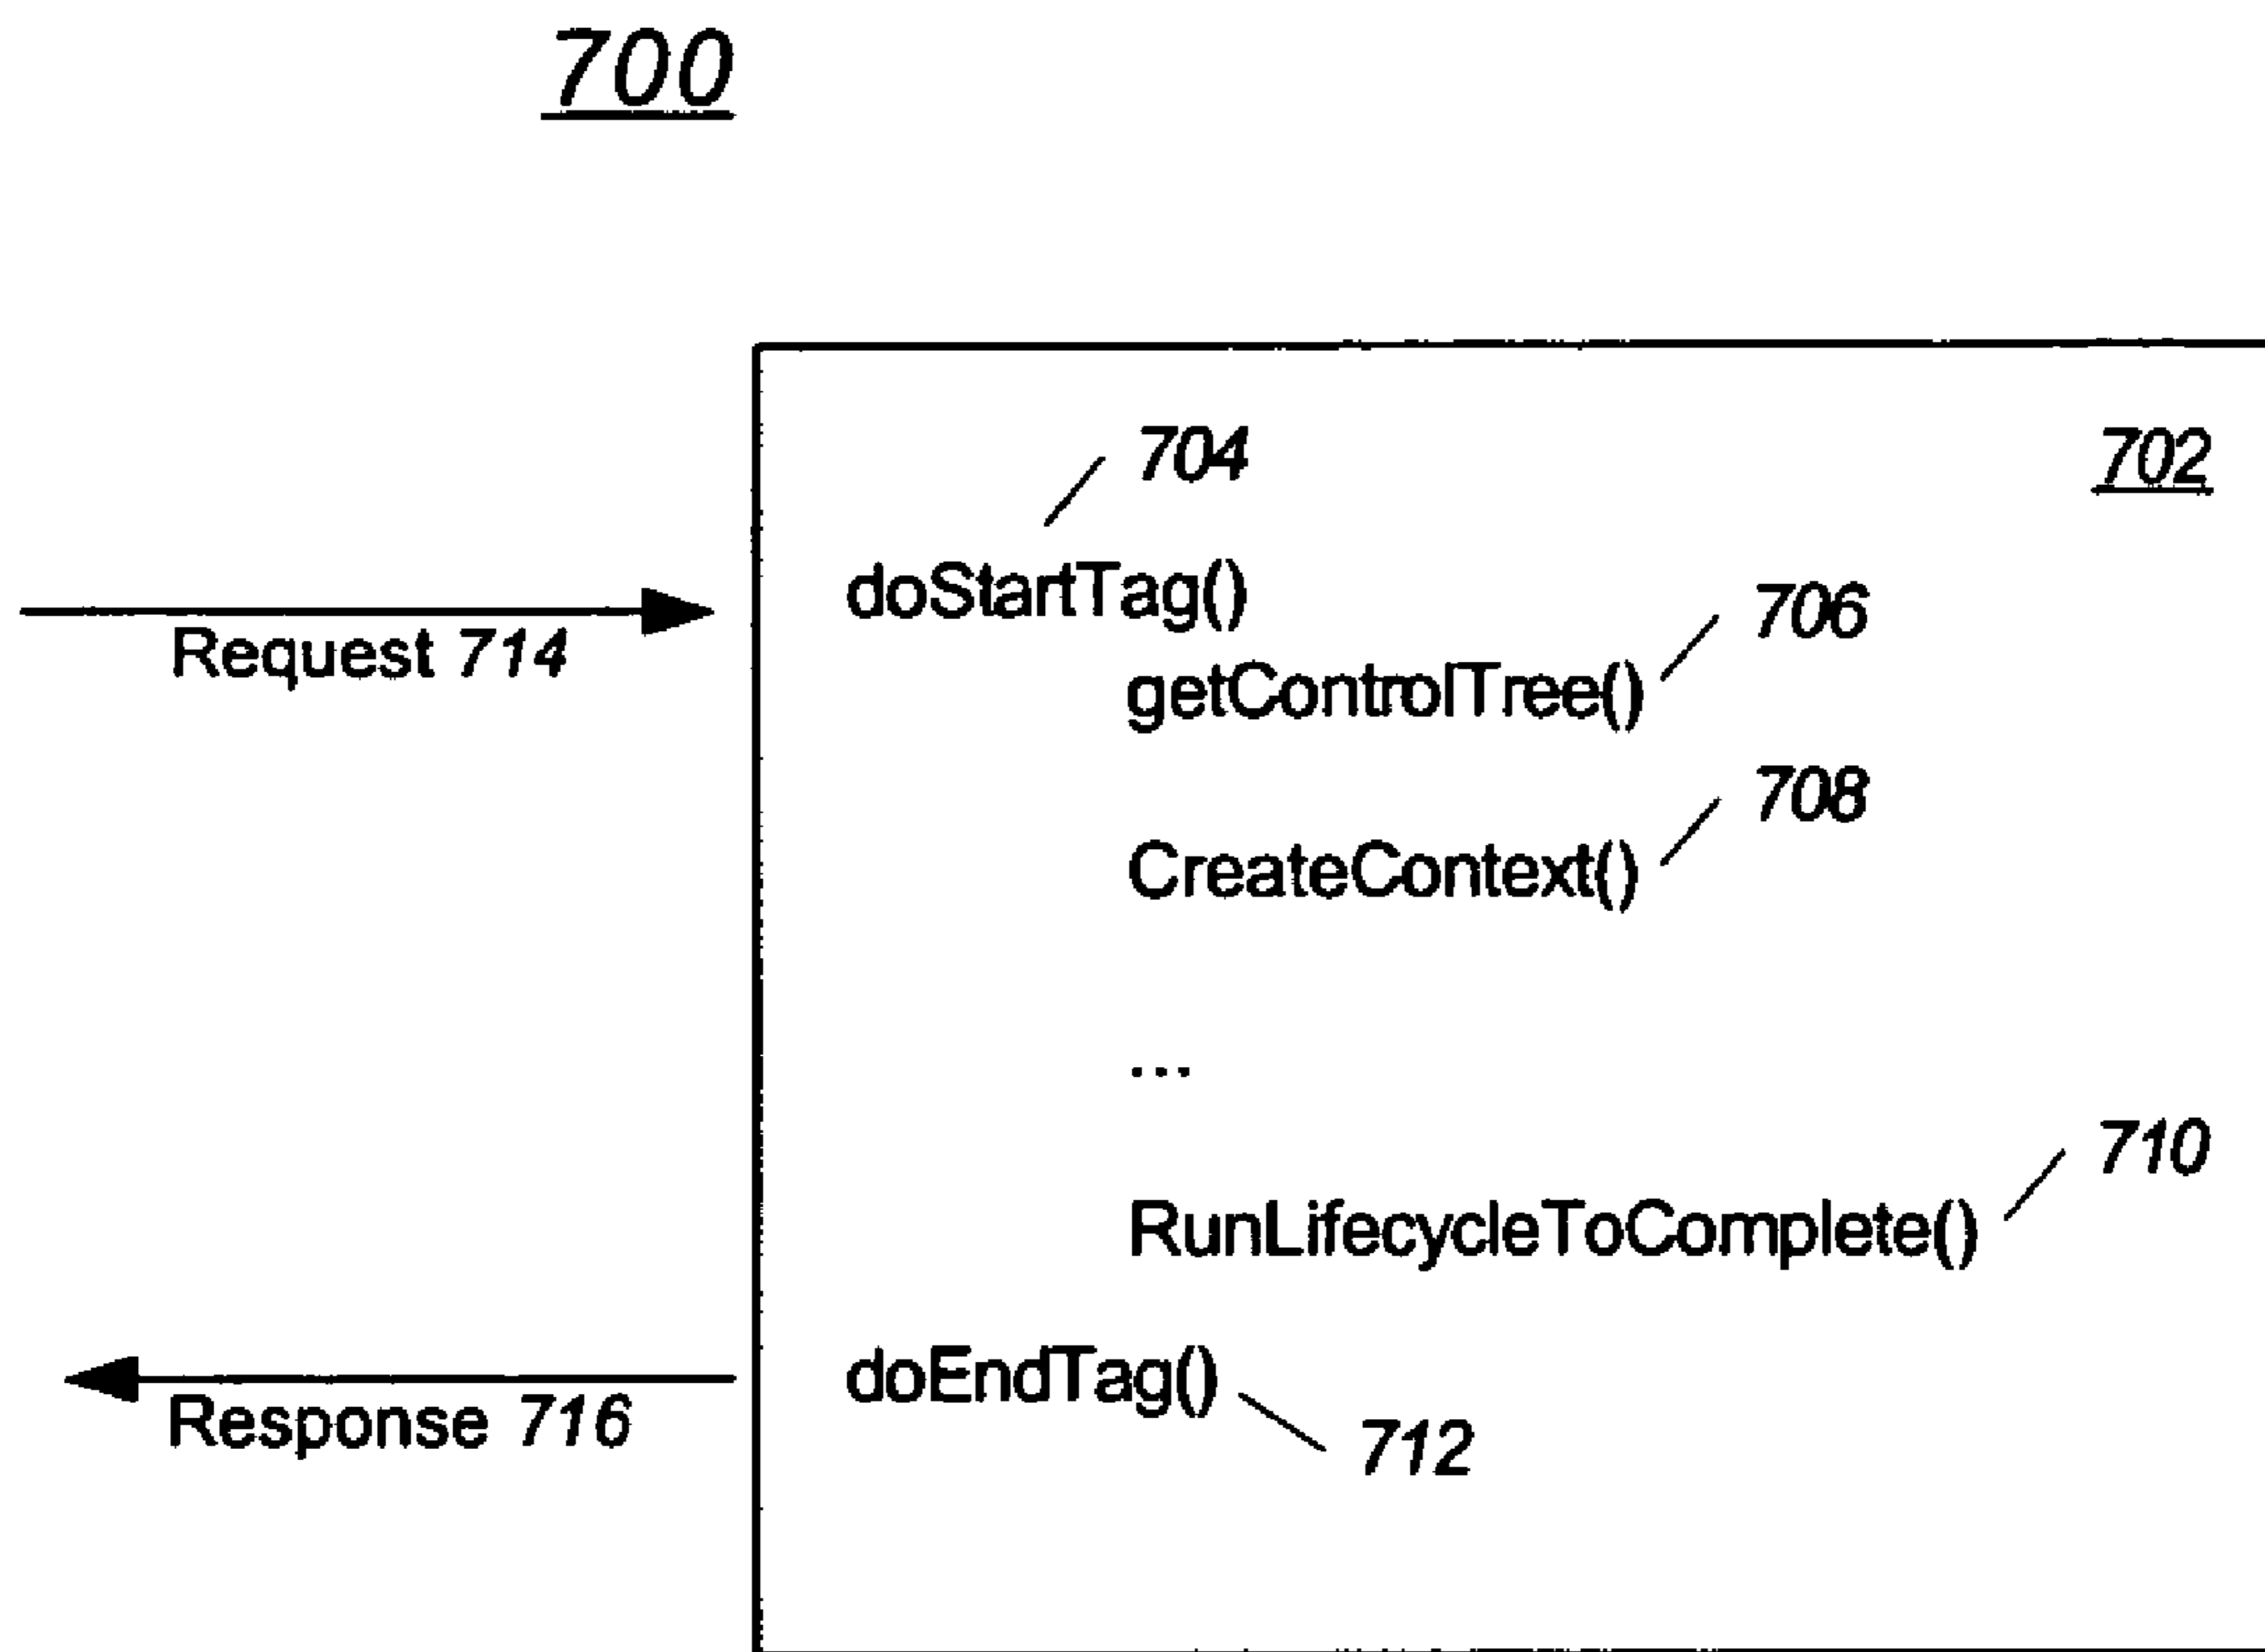 700
704
702
doStartTag()
706
Request 714
getControlTree()
708
CreateContext()
...
710
RunLifecycleToComplete()
doEndTag()
Response 716
712